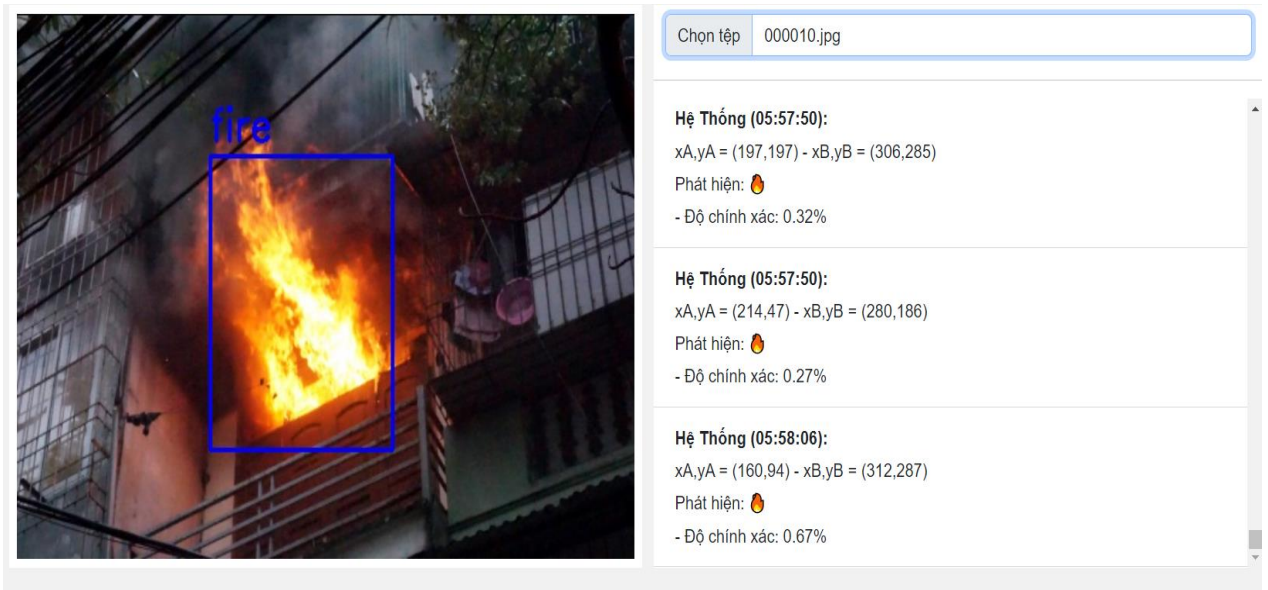 fire
Chọn tệp 000010.jpg
Hệ Thống (05:57:50):
xA,yA = (197,197) - xB,yB = (306,285)
Phát hiện: 🔥
- Độ chính xác: 0.32%
Hệ Thống (05:57:50):
xA,yA = (214,47) - xB,yB = (280,186)
Phát hiện: 🔥
- Độ chính xác: 0.27%
Hệ Thống (05:58:06):
xA,yA = (160,94) - xB,yB = (312,287)
Phát hiện: 🔥
- Độ chính xác: 0.67%